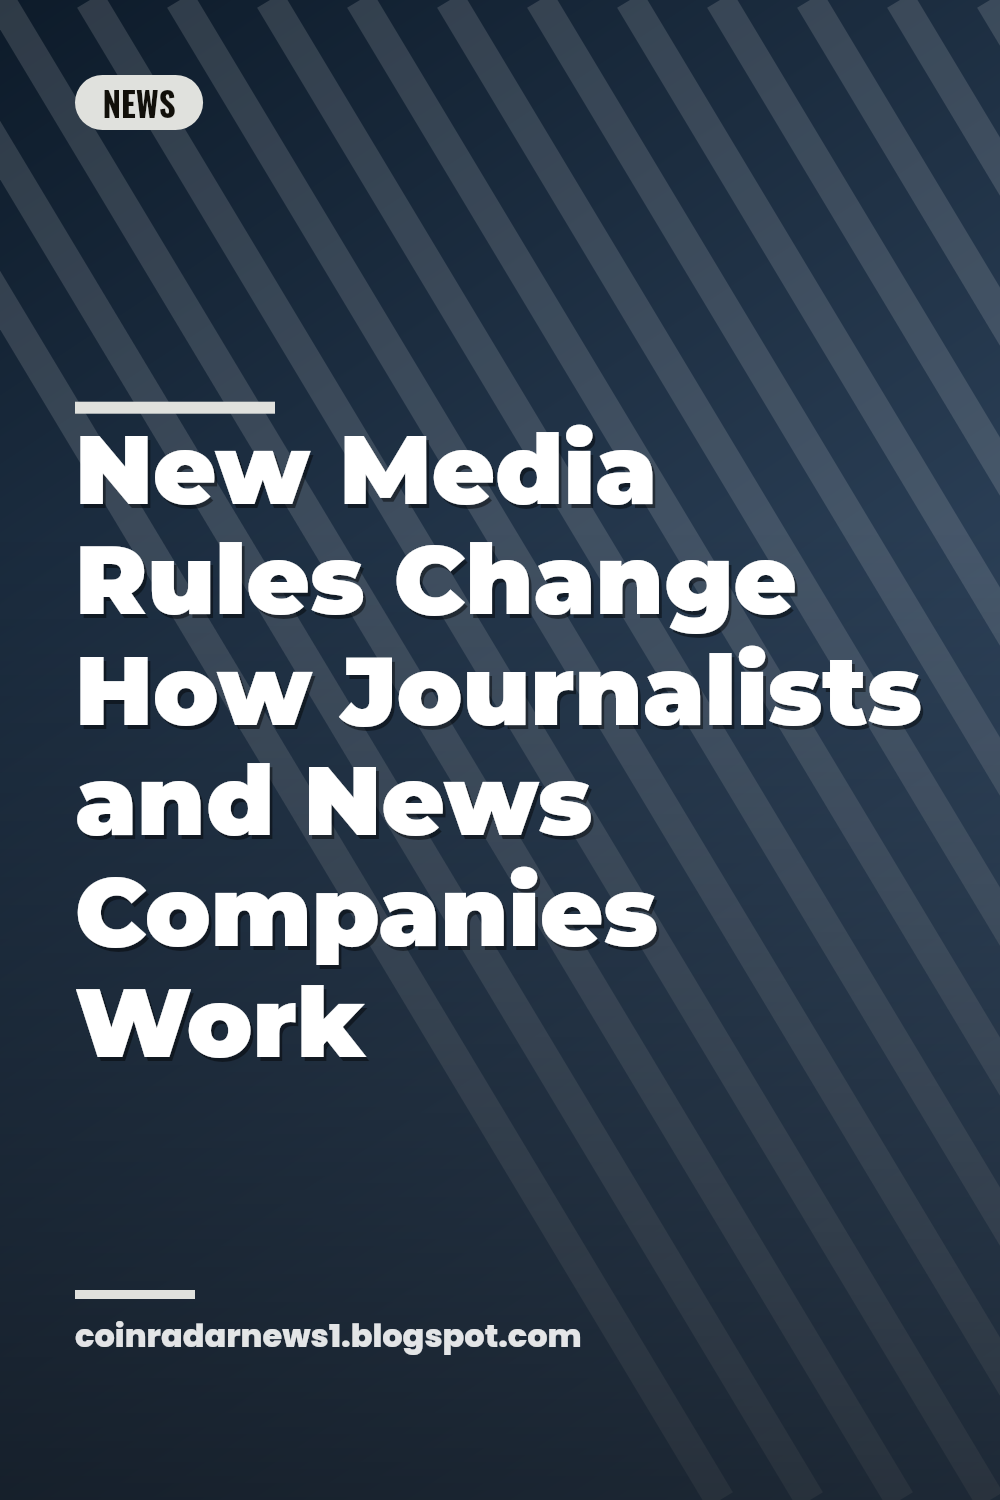 NEWS
New Media
Rules Change
How Journalists
and News
Companies
Work
coinradarnews1.blogspot.com